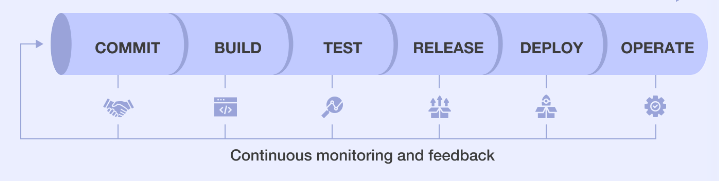 COMMIT BUILD TEST RELEASE DEPLOY OPERATE
</>
Continuous monitoring and feedback